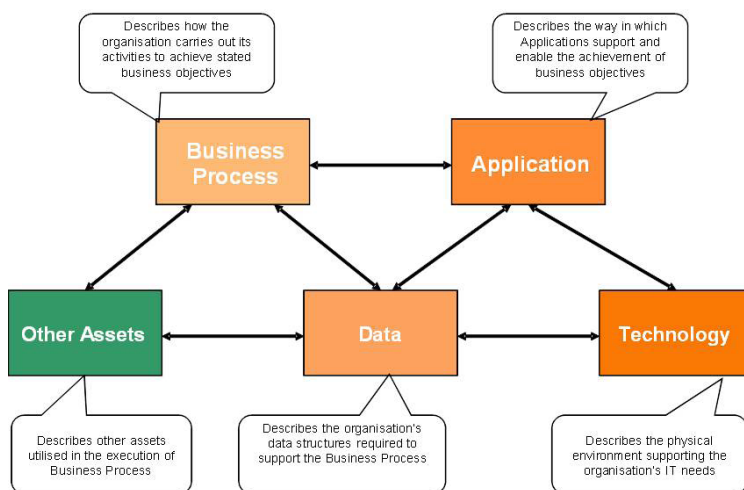 Describes how the
organisation carries out its
activities to achieve stated
business objectives
Describes the way in which
Applications support and
enable the achievement of
business objectives
Business
Process
Application
Other Assets
Data
Technology
Describes other assets
utilised in the execution of
Business Process
Describes the organisation's
data structures required to
support the Business Process
Describes the physical
environment supporting the
organisation's IT needs